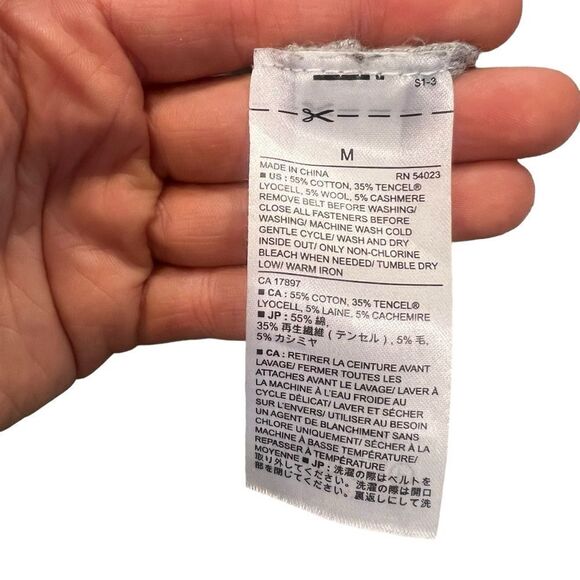 S1-3
M
MADE IN CHINA RN 54023
■ US : 55% COTTON, 35% TENCEL®
LYOCELL, 5% WOOL, 5% CASHMERE
REMOVE BELT BEFORE WASHING/
CLOSE ALL FASTENERS BEFORE
WASHING/ MACHINE WASH COLD
GENTLE CYCLE/ WASH AND DRY
INSIDE OUT/ ONLY NON-CHLORINE
BLEACH WHEN NEEDED/ TUMBLE DRY
LOW/ WARM IRON
CA 17897
■ CA : 55% COTON, 35% TENCEL®
LYOCELL, 5% LAINE, 5% CACHEMIRE
■ JP : 55% 綿,
35% 再生繊維 (テンセル), 5% 毛,
5% カシミヤ
■ CA : RETIRER LA CEINTURE AVANT
LAVAGE/ FERMER TOUTES LES
ATTACHES AVANT LE LAVAGE/ LAVER À
LA MACHINE À L'EAU FROIDE AU
CYCLE DÉLICAT/ LAVER ET SÉCHER
SUR L'ENVERS/ UTILISER AU BESOIN
UN AGENT DE BLANCHIMENT SANS
CHLORE UNIQUEMENT/ SÉCHER À LA
MACHINE À BASSE TEMPÉRATURE/
REPASSER À TEMPÉRATURE
MOYENNE ■ JP : 洗濯の際はベルトを
取り外してください。洗濯の際は開口
部を閉じてください。裏返しにして